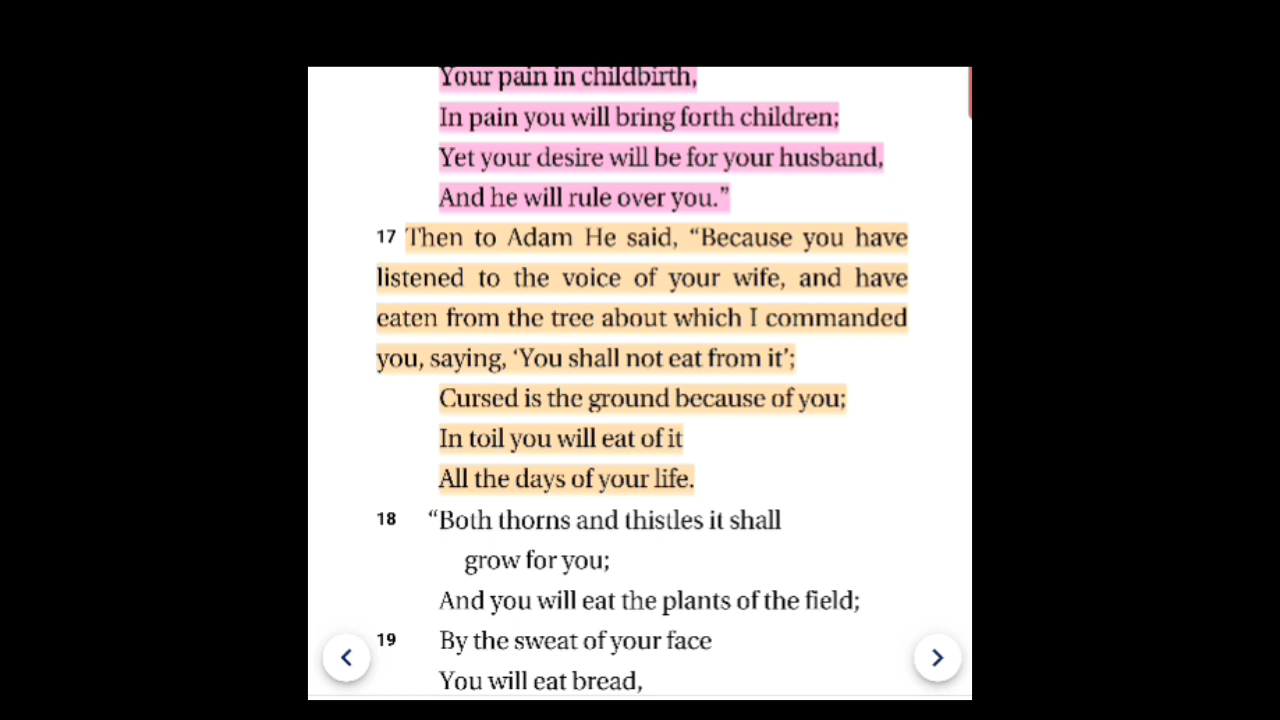 Your pain in childbirth,
In pain you will bring forth children;
Yet your desire will be for your husband,
And he will rule over you.”
17 Then to Adam He said, “Because you have
listened to the voice of your wife, and have
eaten from the tree about which I commanded
you, saying, ‘You shall not eat from it’;
Cursed is the ground because of you;
In toil you will eat of it
All the days of your life.
18 “Both thorns and thistles it shall
grow for you;
And you will eat the plants of the field;
19 By the sweat of your face
You will eat bread,